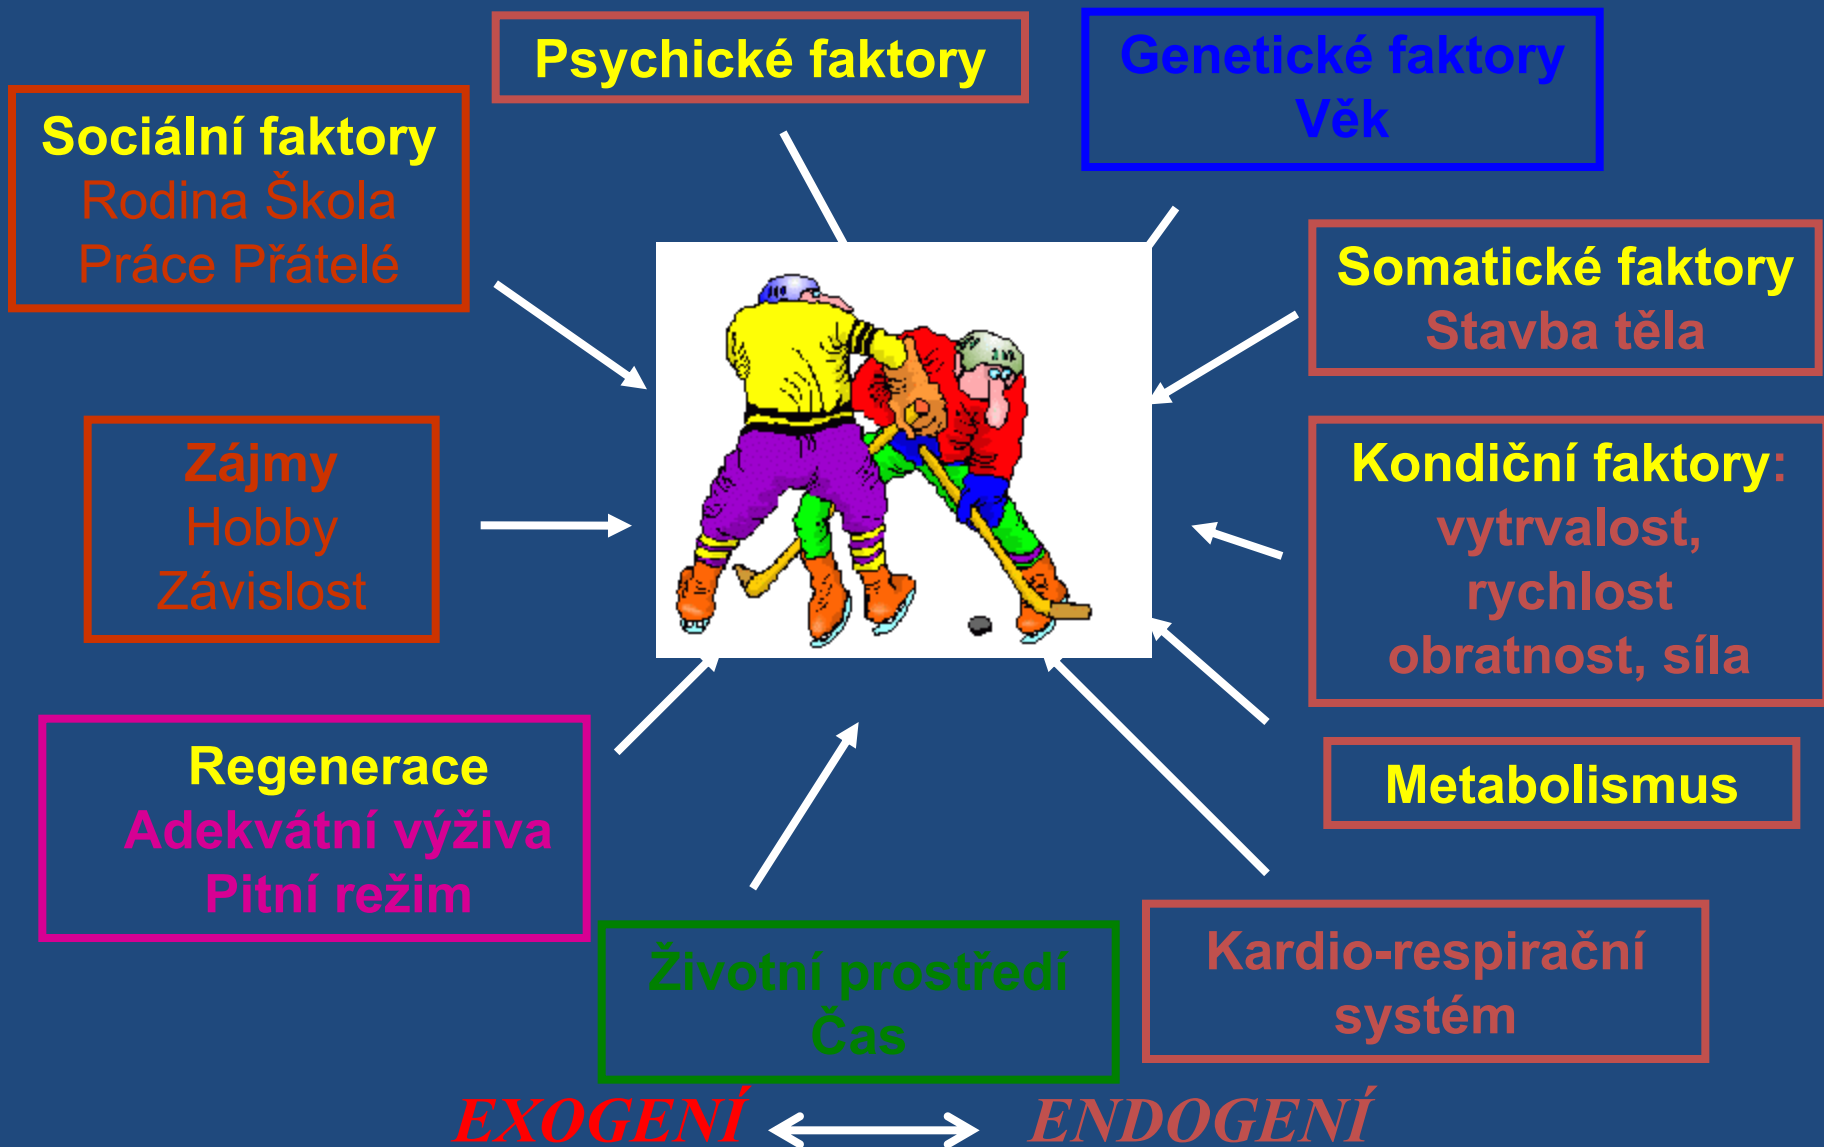 Psychické faktory
Genetické faktory
Věk
Sociální faktory
Rodina Škola
Práce Přátelé
Somatické faktory
Stavba těla
Zájmy
Hobby
Závislost
Kondiční faktory:
vytrvalost,
rychlost
obratnost, síla
Regenerace
Adekvátní výživa
Pitní režim
Metabolismus
Životní prostředí
Čas
Kardio-respirační
systém
EXOGENÍ ENDOGENÍ